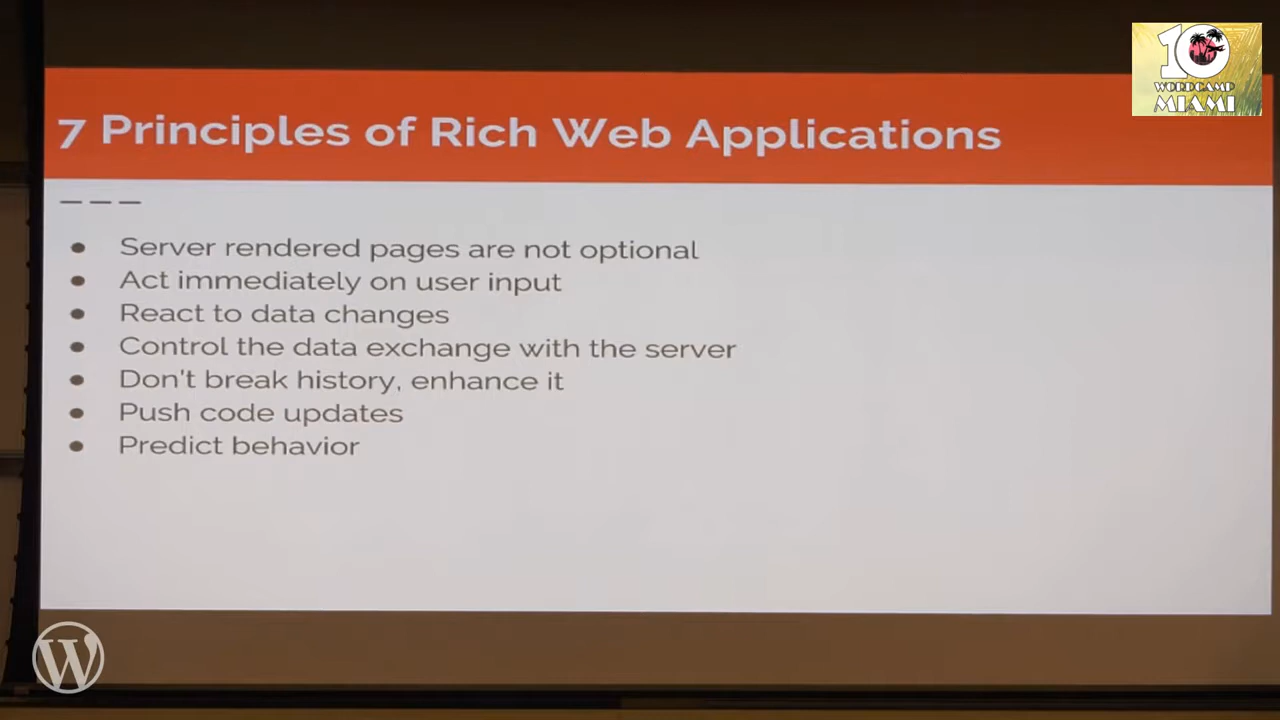 10
WORDCAMP
MIAMI
7 Principles of Rich Web Applications
Server rendered pages are not optional
Act immediately on user input
React to data changes
Control the data exchange with the server
Don't break history, enhance it
Push code updates
Predict behavior